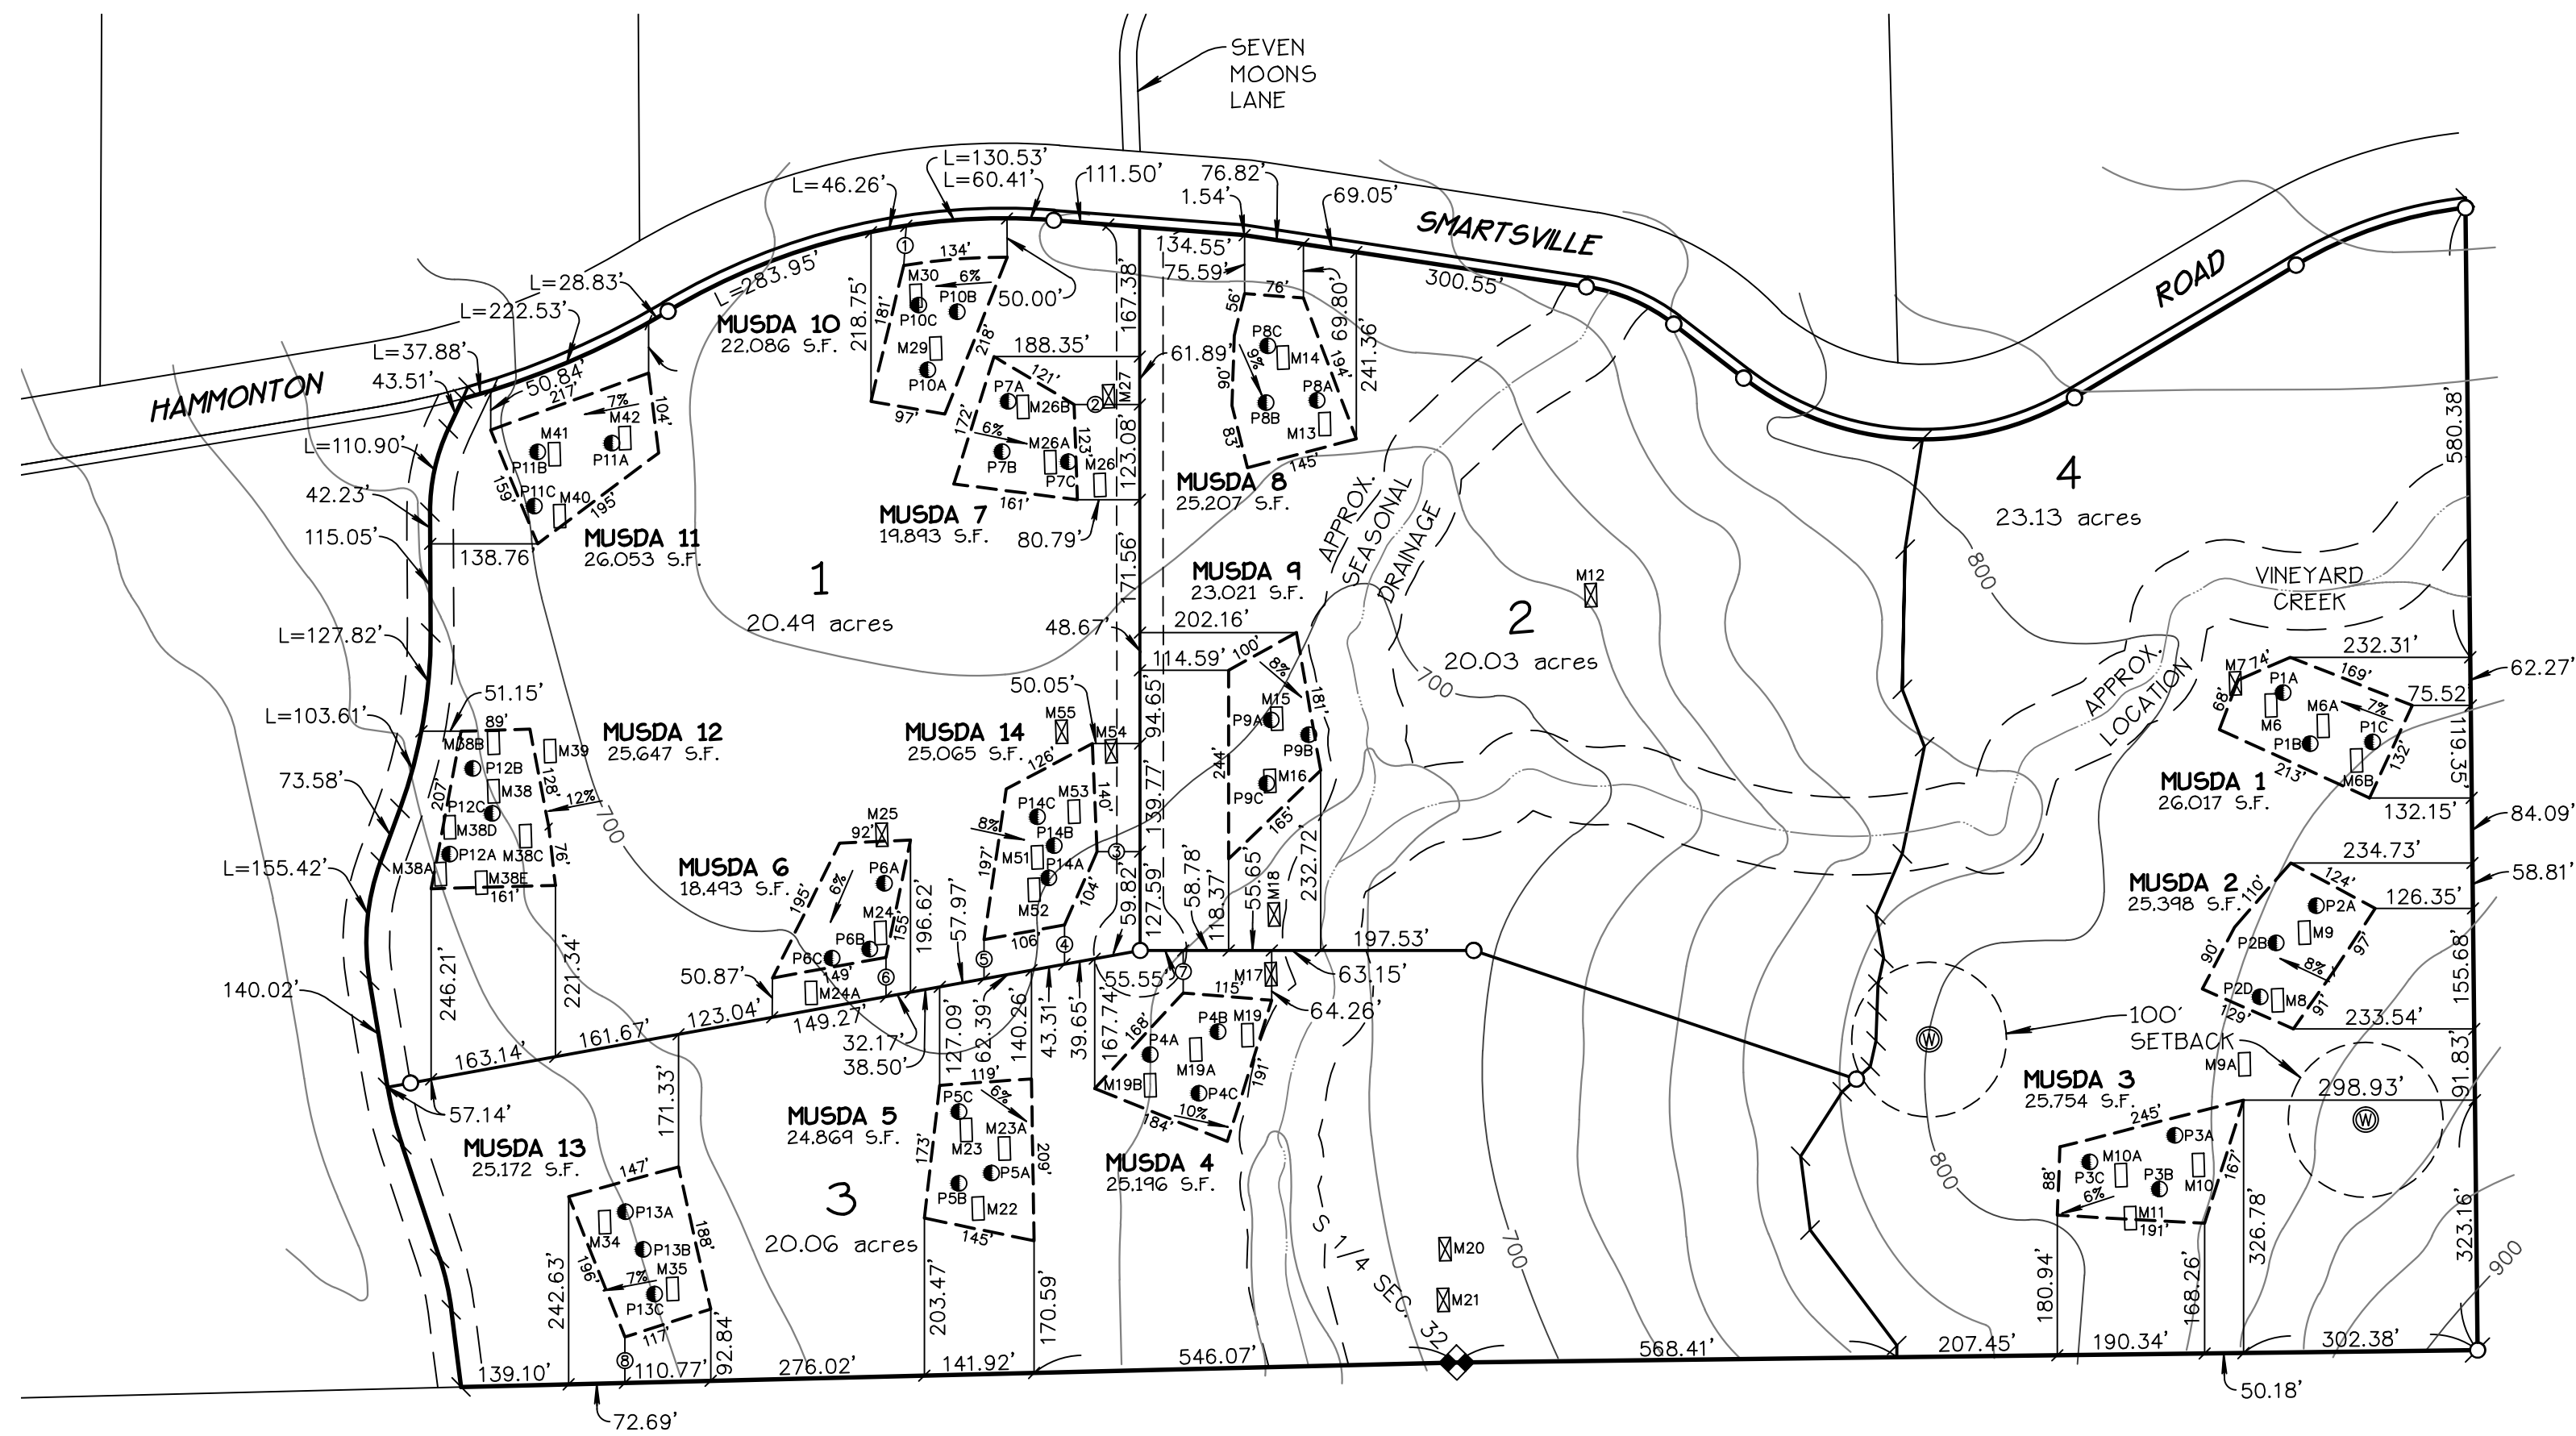 SEVEN
MOONS
LANE
HAMMONTON
SMARTSVILLE
ROAD
L=130.53'
L=60.41'
L=46.26'
111.50'
76.82'
1.54'
69.05'
L=28.83'
L=283.95'
L=222.53'
L=37.88'
43.51'
50.84'
L=110.90'
42.23'
115.05'
138.76'
L=127.82'
L=103.61'
51.15'
73.58'
L=155.42'
140.02'
57.14'
1
20.49 acres
2
20.03 acres
3
20.06 acres
4
23.13 acres
MUSDA 10
22,086 S.F.
218.75'
181'
134'
6%
218'
97'
M30
P10B
P10C
M29
P10A
1
50.00'
MUSDA 11
26,053 S.F.
217'
7%
104'
195'
159'
M42
M41
P11A
P11B
P11C
M40
MUSDA 7
19,893 S.F.
188.35'
121'
172'
6%
123'
161'
P7A
M26B
M26A
P7B
P7C
M26
M27
2
80.79'
167.38'
61.89'
123.08'
171.56'
48.67'
94.65'
139.77'
127.59'
59.82'
MUSDA 8
25,207 S.F.
134.55'
75.59'
76'
56'
90'
83'
145'
194'
9%
69.80'
241.36'
300.55'
P8C
M14
P8A
P8B
M13
MUSDA 9
23,021 S.F.
202.16'
114.59'
100'
8%
181'
244'
165'
M15
P9A
P9B
M16
P9C
232.72'
118.37'
58.78'
55.65'
M18
M12
APPROX.
SEASONAL
DRAINAGE
700
800
VINEYARD
CREEK
APPROX.
LOCATION
MUSDA 12
25,647 S.F.
89'
207'
128'
12%
76'
161'
M38B
M39
P12B
M38
P12C
M38D
M38C
P12A
M38A
M38E
246.21'
221.34'
700
MUSDA 14
25,065 S.F.
50.05'
M55
M54
126'
140'
197'
8%
104'
106'
P14C
M53
P14B
M51
P14A
M52
3
4
5
MUSDA 6
18,493 S.F.
M25
92'
195'
6%
155'
149'
P6A
M24
P6B
P6C
M24A
6
196.62'
57.97'
50.87'
163.14'
161.67'
123.04'
149.27'
32.17'
38.50'
127.09'
162.39'
140.26'
43.31'
39.65'
167.74'
55.55'
7
197.53'
63.15'
64.26'
M17
MUSDA 4
25,196 S.F.
115'
168'
191'
184'
10%
P4B
M19
P4A
M19A
M19B
P4C
MUSDA 5
24,869 S.F.
119'
6%
173'
209'
145'
P5C
M23
M23A
P5A
P5B
M22
203.47'
170.59'
MUSDA 13
25,172 S.F.
171.33'
147'
188'
196'
7%
117'
P13A
M34
P13B
M35
P13C
242.63'
92.84'
8
139.10'
72.69'
110.77'
276.02'
141.92'
546.07'
568.41'
207.45'
190.34'
302.38'
50.18'
S 1/4 SEC. 32
M20
M21
700
800
900
MUSDA 1
26,017 S.F.
232.31'
62.27'
75.52'
119.35'
132.15'
84.09'
580.38'
74'
169'
68'
7%
213'
132'
M7
P1A
M6
M6A
P1C
P1B
M6B
MUSDA 2
25,398 S.F.
234.73'
58.81'
126.35'
155.68'
233.54'
110'
124'
90'
97'
8%
91'
129'
P2A
M9
P2B
P2D
M8
M9A
100'
SETBACK
W
W
91.83'
MUSDA 3
25,754 S.F.
298.93'
245'
88'
6%
191'
167'
P3A
M10A
P3C
P3B
M10
M11
180.94'
168.26'
326.78'
323.16'